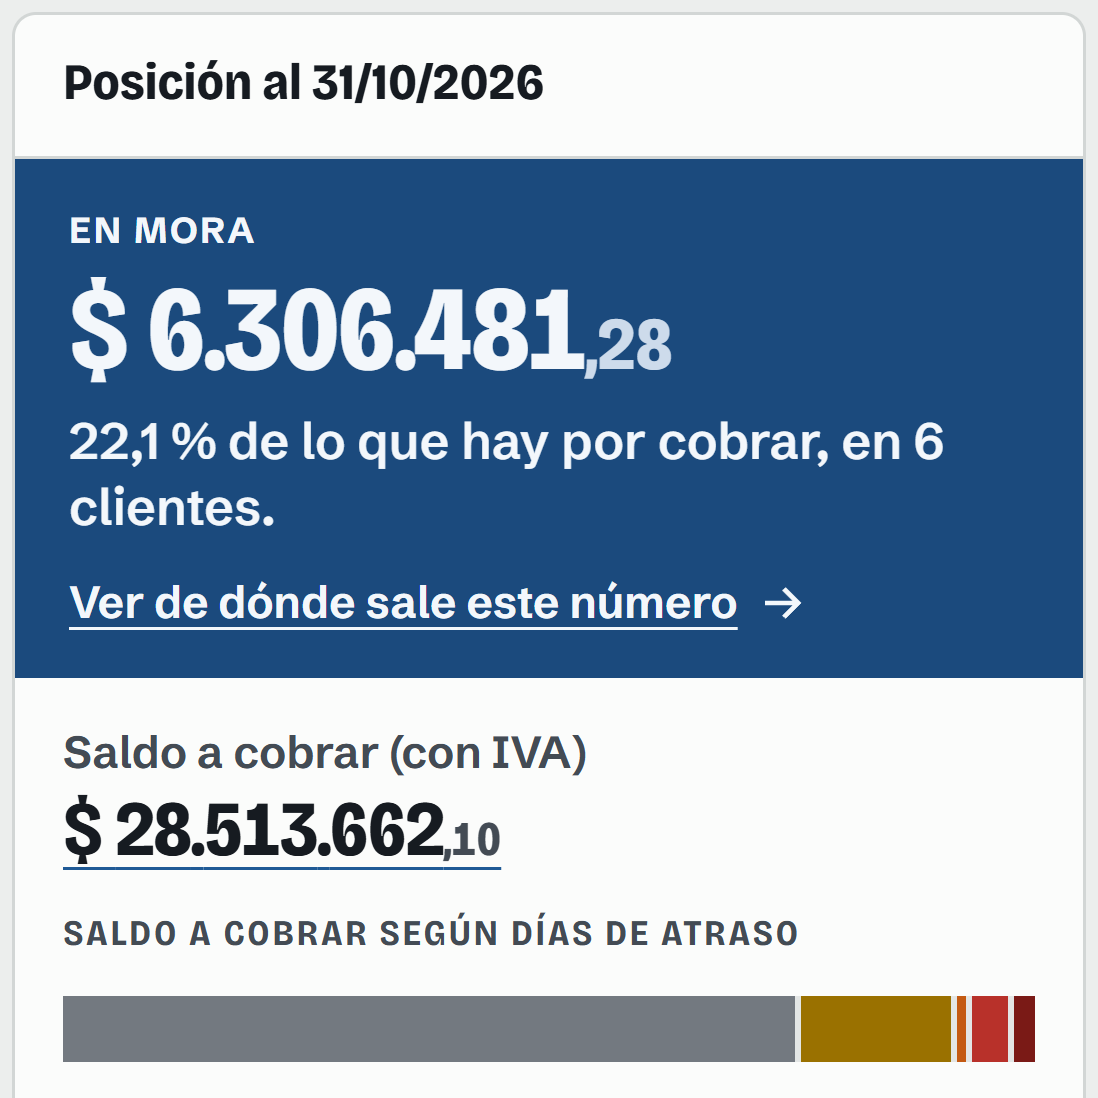 Posición al 31/10/2026
EN MORA
$ 6.306.481,28
22,1 % de lo que hay por cobrar, en 6
clientes.
Ver de dónde sale este número →
Saldo a cobrar (con IVA)
$ 28.513.662,10
SALDO A COBRAR SEGÚN DÍAS DE ATRASO